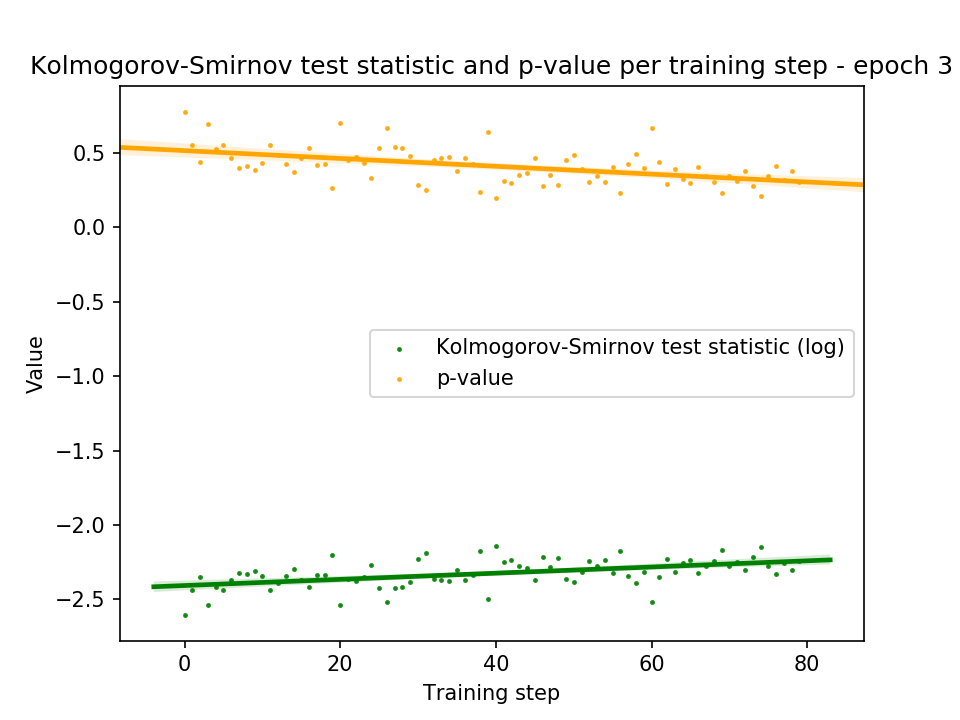 Kolmogorov-Smirnov test statistic and p-value per training step - epoch 3
0.5
0.0
−0.5
−1.0
−1.5
−2.0
−2.5
Value
Kolmogorov-Smirnov test statistic (log)
p-value
0 20 40 60 80
Training step